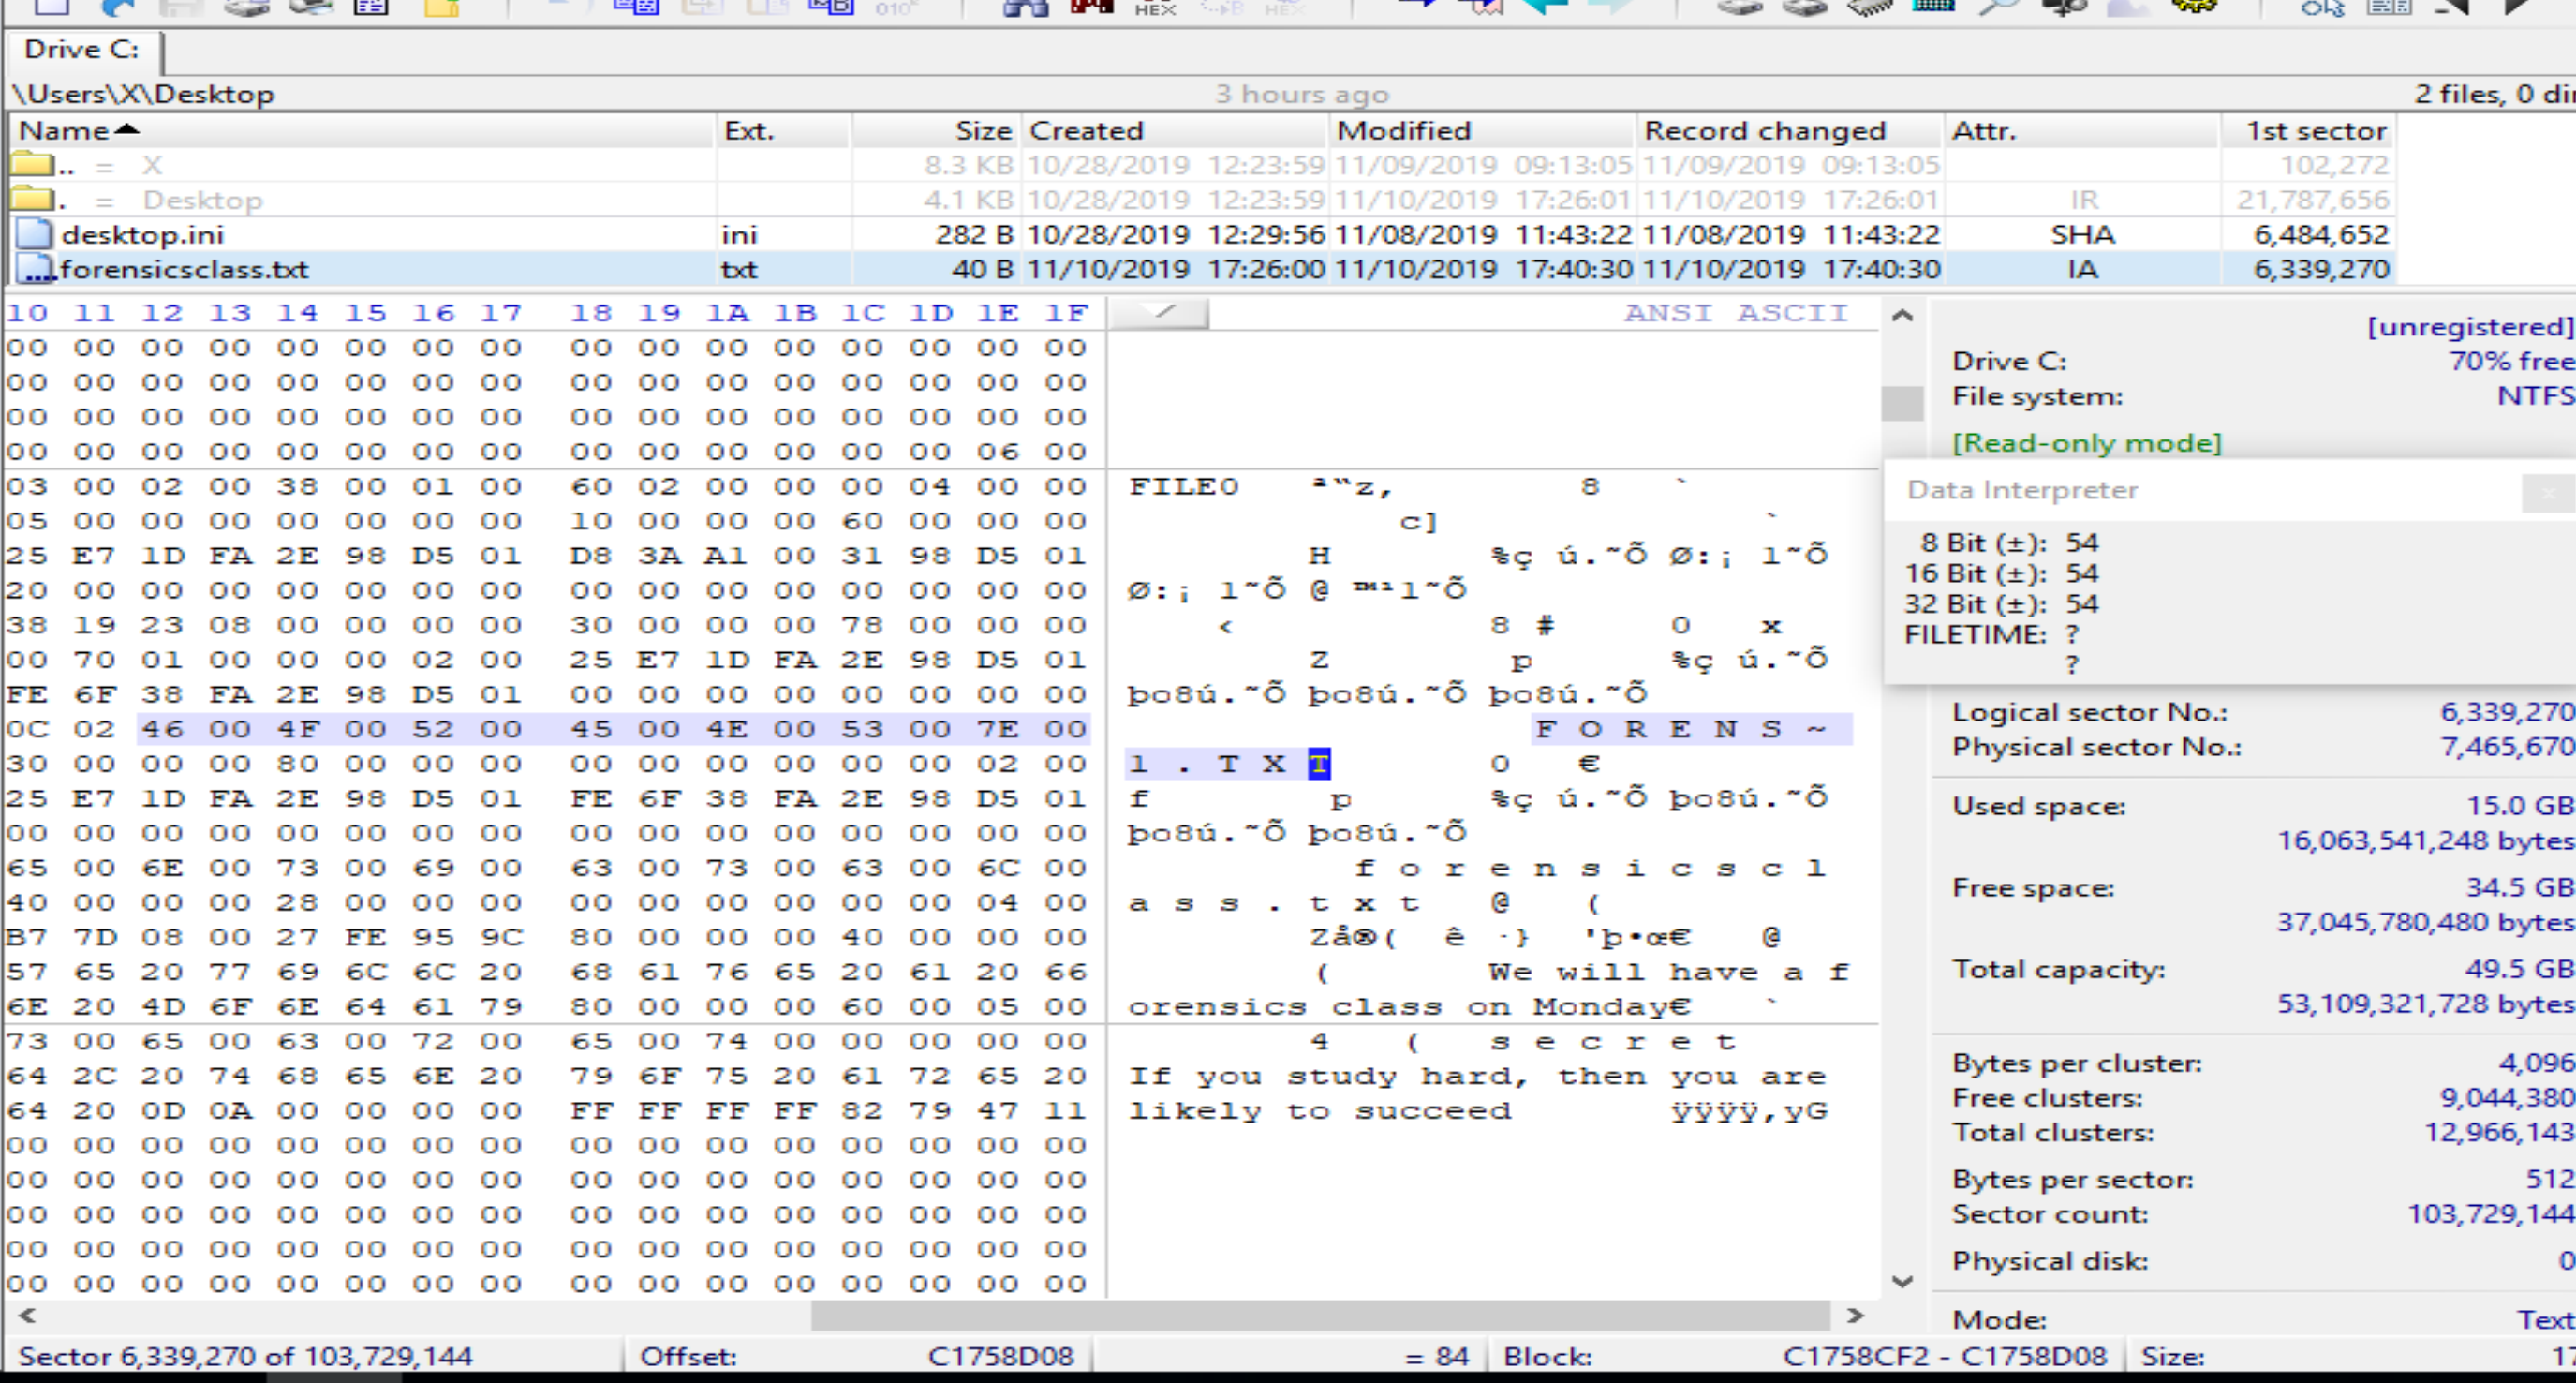 HEX HEX
Drive C:
\Users\X\Desktop 3 hours ago 2 files, 0 dir
Name Ext. Size Created Modified Record changed Attr. 1st sector
.. = X 8.3 KB 10/28/2019 12:23:59 11/09/2019 09:13:05 11/09/2019 09:13:05 102,272
. = Desktop 4.1 KB 10/28/2019 12:23:59 11/10/2019 17:26:01 11/10/2019 17:26:01 IR 21,787,656
desktop.ini ini 282 B 10/28/2019 12:29:56 11/08/2019 11:43:22 11/08/2019 11:43:22 SHA 6,484,652
forensicsclass.txt txt 40 B 11/10/2019 17:26:00 11/10/2019 17:40:30 11/10/2019 17:40:30 IA 6,339,270
10 11 12 13 14 15 16 17 18 19 1A 1B 1C 1D 1E 1F ANSI ASCII
00 00 00 00 00 00 00 00 00 00 00 00 00 00 00 00
00 00 00 00 00 00 00 00 00 00 00 00 00 00 00 00
00 00 00 00 00 00 00 00 00 00 00 00 00 00 00 00
00 00 00 00 00 00 00 00 00 00 00 00 00 00 06 00
03 00 02 00 38 00 01 00 60 02 00 00 00 04 00 00 FILE0 ª"z, 8 `
05 00 00 00 00 00 00 00 10 00 00 00 60 00 00 00 c] `
25 E7 1D FA 2E 98 D5 01 D8 3A A1 00 31 98 D5 01 H %ç ú.˜Õ Ø:¡ 1˜Õ
20 00 00 00 00 00 00 00 00 00 00 00 00 00 00 00 Ø:¡ 1˜Õ @ ™¹1˜Õ
38 19 23 08 00 00 00 00 30 00 00 00 78 00 00 00 < 8 # 0 x
00 70 01 00 00 00 02 00 25 E7 1D FA 2E 98 D5 01 Z p %ç ú.˜Õ
FE 6F 38 FA 2E 98 D5 01 00 00 00 00 00 00 00 00 þo8ú.˜Õ þo8ú.˜Õ þo8ú.˜Õ
0C 02 46 00 4F 00 52 00 45 00 4E 00 53 00 7E 00 F O R E N S ~
30 00 00 00 80 00 00 00 00 00 00 00 00 00 02 00 1 . T X T 0 €
25 E7 1D FA 2E 98 D5 01 FE 6F 38 FA 2E 98 D5 01 f p %ç ú.˜Õ þo8ú.˜Õ
00 00 00 00 00 00 00 00 00 00 00 00 00 00 00 00 þo8ú.˜Õ þo8ú.˜Õ
65 00 6E 00 73 00 69 00 63 00 73 00 63 00 6C 00 f o r e n s i c s c l
40 00 00 00 28 00 00 00 00 00 00 00 00 00 04 00 a s s . t x t @ (
B7 7D 08 00 27 FE 95 9C 80 00 00 00 40 00 00 00 Zå®( ê ·} 'þ•œ€ @
57 65 20 77 69 6C 6C 20 68 61 76 65 20 61 20 66 ( We will have a f
6E 20 4D 6F 6E 64 61 79 80 00 00 00 60 00 05 00 orensics class on Monday€ `
73 00 65 00 63 00 72 00 65 00 74 00 00 00 00 00 4 ( s e c r e t
64 2C 20 74 68 65 6E 20 79 6F 75 20 61 72 65 20 If you study hard, then you are
64 20 0D 0A 00 00 00 00 FF FF FF FF 82 79 47 11 likely to succeed ÿÿÿÿ‚yG
00 00 00 00 00 00 00 00 00 00 00 00 00 00 00 00
00 00 00 00 00 00 00 00 00 00 00 00 00 00 00 00
00 00 00 00 00 00 00 00 00 00 00 00 00 00 00 00
00 00 00 00 00 00 00 00 00 00 00 00 00 00 00 00
00 00 00 00 00 00 00 00 00 00 00 00 00 00 00 00
[unregistered]
Drive C: 70% free
File system: NTFS
[Read-only mode]
Data Interpreter
8 Bit (±): 54
16 Bit (±): 54
32 Bit (±): 54
FILETIME: ?
?
Logical sector No.: 6,339,270
Physical sector No.: 7,465,670
Used space: 15.0 GB
16,063,541,248 bytes
Free space: 34.5 GB
37,045,780,480 bytes
Total capacity: 49.5 GB
53,109,321,728 bytes
Bytes per cluster: 4,096
Free clusters: 9,044,380
Total clusters: 12,966,143
Bytes per sector: 512
Sector count: 103,729,144
Physical disk: 0
Mode: Text
Sector 6,339,270 of 103,729,144 Offset: C1758D08 = 84 Block: C1758CF2 - C1758D08 Size: 17